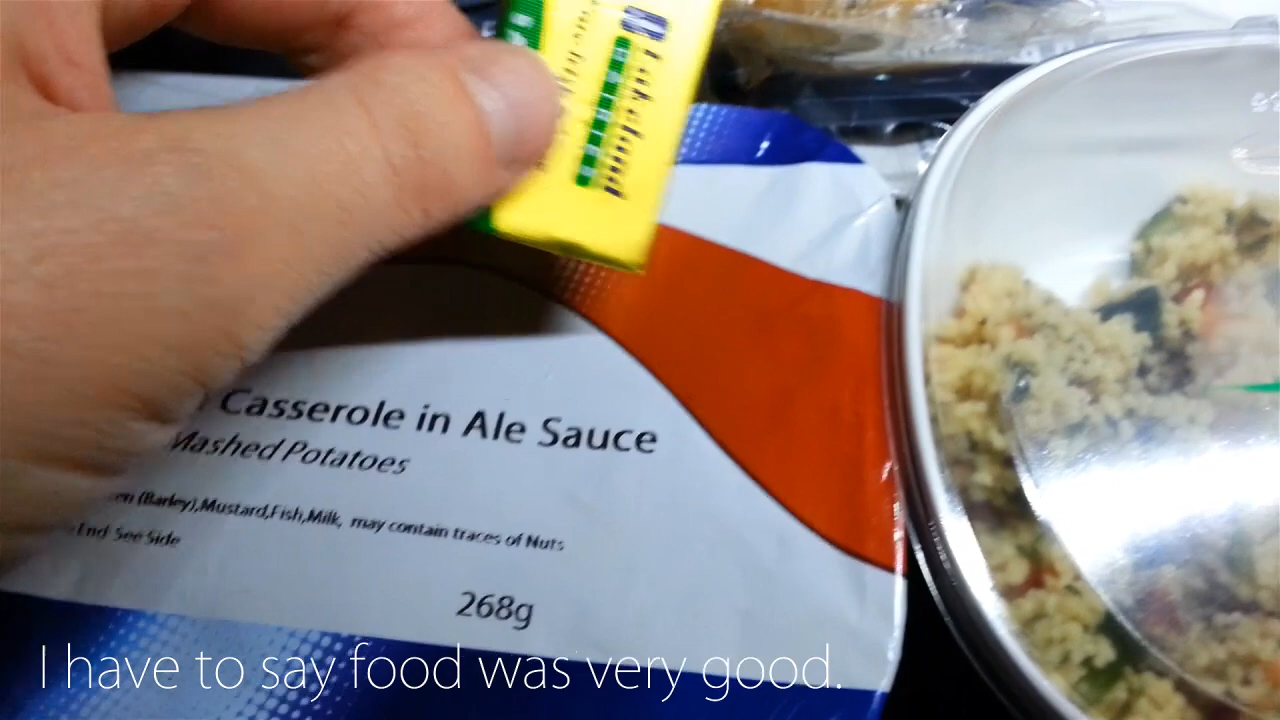 Lakeland
Casserole in Ale Sauce
Mashed Potatoes
(Barley),Mustard,Fish,Milk, may contain traces of Nuts
End See Side
268g
I have to say food was very good.